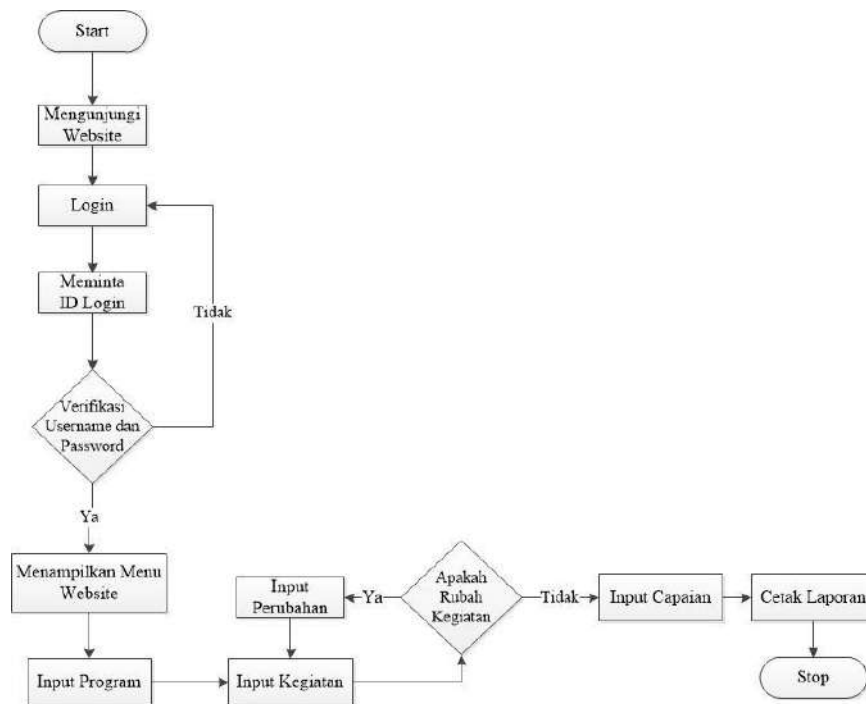 Start
Mengunjungi
Website
Login
Meminta
ID Login
Tidak
Verifikasi
Username dan
Password
Ya
Menampilkan Menu
Website
Input Program
Input Kegiatan
Input
Perubahan
Ya
Apakah
Rubah
Kegiatan
Tidak
Input Capaian
Cetak Laporan
Stop